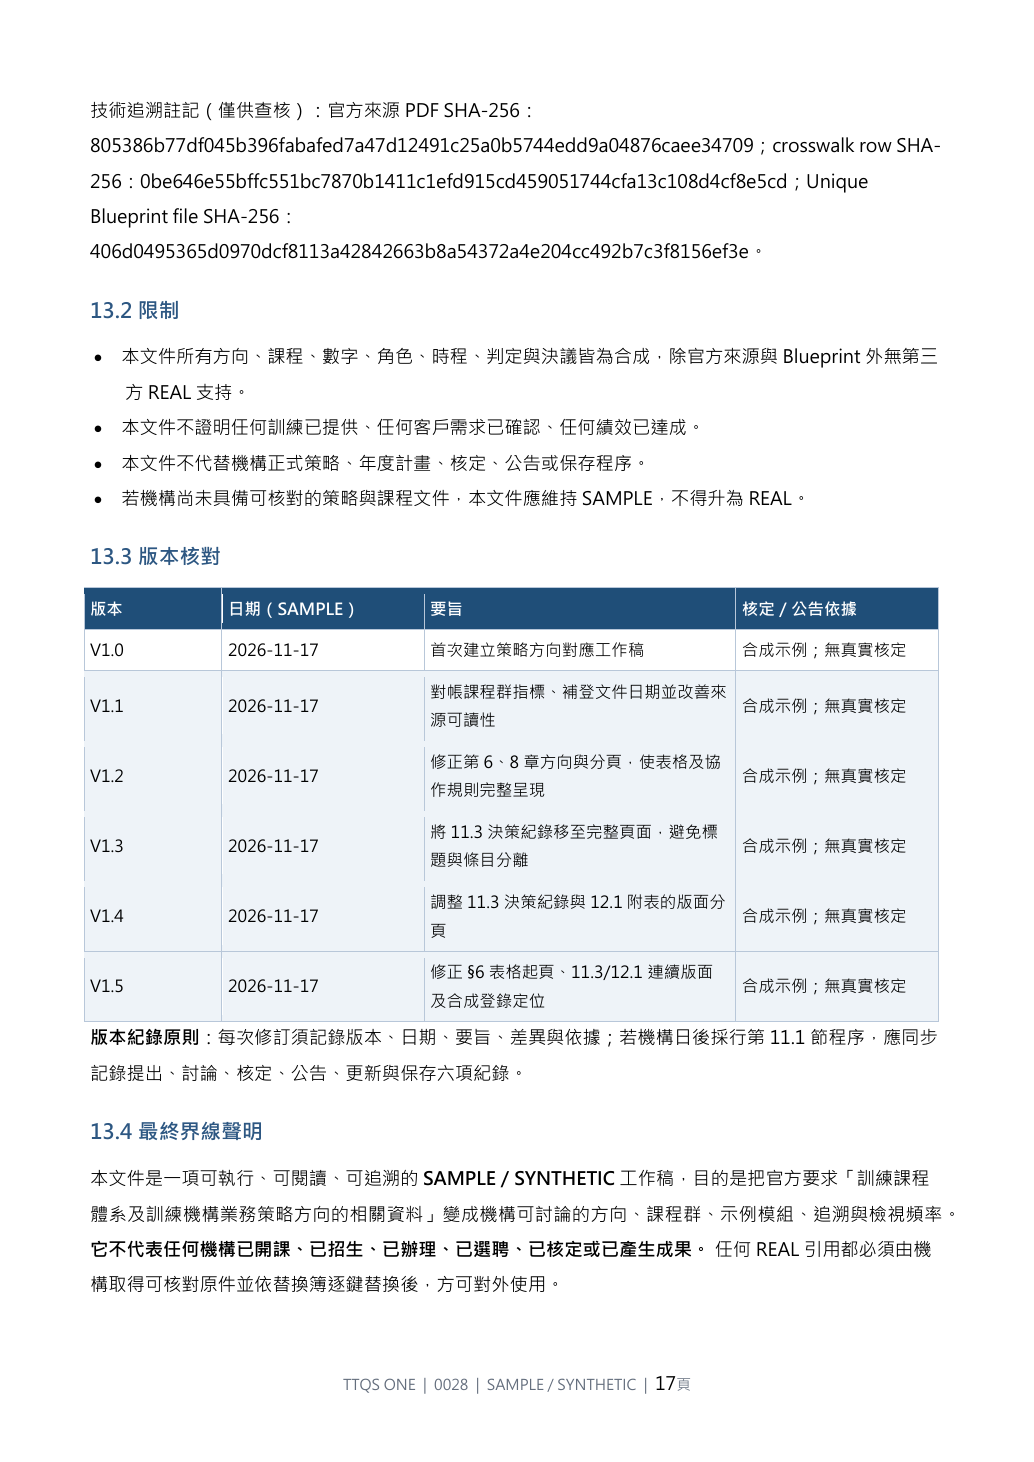 技術追溯註記（僅供查核）：官方來源 PDF SHA-256：
805386b77df045b396fabafed7a47d12491c25a0b5744edd9a04876caee34709；crosswalk row SHA-
256：0be646e55bffc551bc7870b1411c1efd915cd459051744cfa13c108d4cf8e5cd；Unique
Blueprint file SHA-256：
406d0495365d0970dcf8113a42842663b8a54372a4e204cc492b7c3f8156ef3e。
13.2 限制
• 本文件所有方向、課程、數字、角色、時程、判定與決議皆為合成，除官方來源與 Blueprint 外無第三
方 REAL 支持。
• 本文件不證明任何訓練已提供、任何客戶需求已確認、任何績效已達成。
• 本文件不代替機構正式策略、年度計畫、核定、公告或保存程序。
• 若機構尚未具備可核對的策略與課程文件，本文件應維持 SAMPLE，不得升為 REAL。
13.3 版本核對
版本 日期（SAMPLE） 要旨 核定 / 公告依據
V1.0 2026-11-17 首次建立策略方向對應工作稿 合成示例；無真實核定
V1.1 2026-11-17 對帳課程群指標、補登文件日期並改善來
源可讀性 合成示例；無真實核定
V1.2 2026-11-17 修正第 6、8 章方向與分頁，使表格及協
作規則完整呈現 合成示例；無真實核定
V1.3 2026-11-17 將 11.3 決策紀錄移至完整頁面，避免標
題與條目分離 合成示例；無真實核定
V1.4 2026-11-17 調整 11.3 決策紀錄與 12.1 附表的版面分
頁 合成示例；無真實核定
V1.5 2026-11-17 修正 §6 表格起頁、11.3/12.1 連續版面
及合成登錄定位 合成示例；無真實核定
版本紀錄原則：每次修訂須記錄版本、日期、要旨、差異與依據；若機構日後採行第 11.1 節程序，應同步
記錄提出、討論、核定、公告、更新與保存六項紀錄。
13.4 最終界線聲明
本文件是一項可執行、可閱讀、可追溯的 SAMPLE / SYNTHETIC 工作稿，目的是把官方要求「訓練課程
體系及訓練機構業務策略方向的相關資料」變成機構可討論的方向、課程群、示例模組、追溯與檢視頻率。
它不代表任何機構已開課、已招生、已辦理、已選聘、已核定或已產生成果。 任何 REAL 引用都必須由機
構取得可核對原件並依替換簿逐鍵替換後，方可對外使用。
TTQS ONE | 0028 | SAMPLE / SYNTHETIC | 17頁